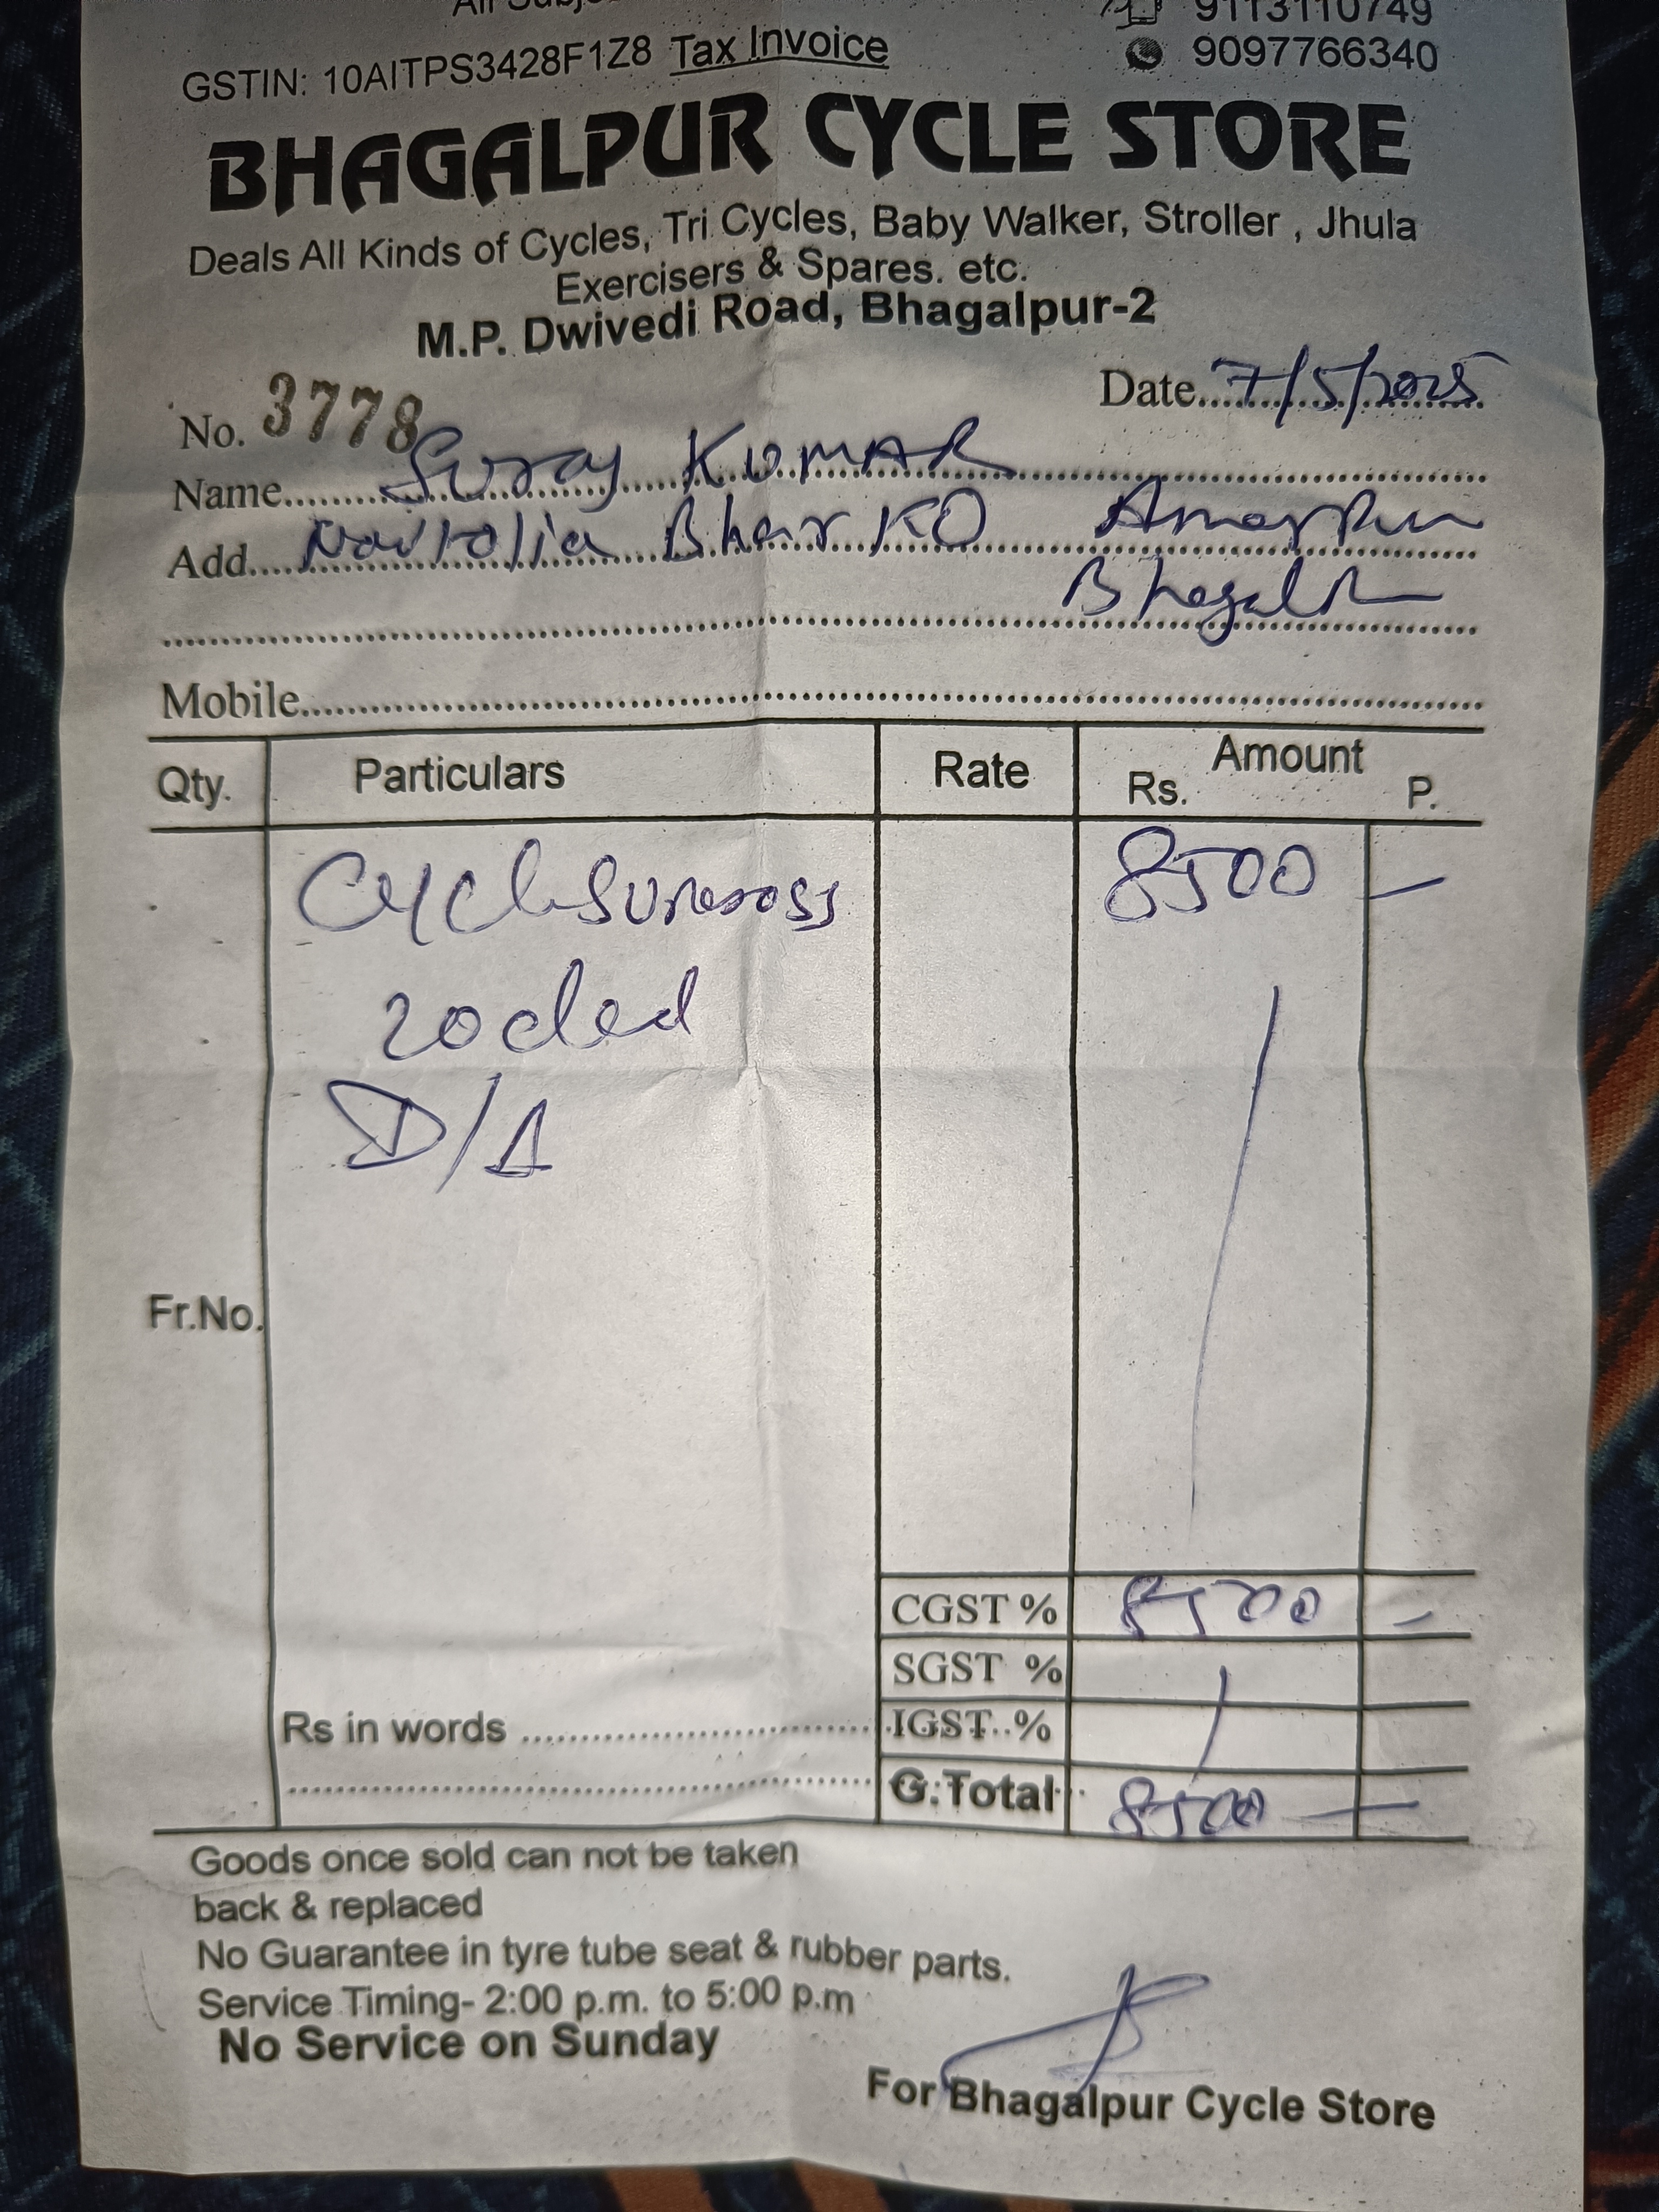 9113110749
GSTIN: 10AITPS3428F1Z8 Tax Invoice 9097766340
BHAGALPUR CYCLE STORE
Deals All Kinds of Cycles, Tri Cycles, Baby Walker, Stroller , Jhula
Exercisers & Spares. etc.
M.P. Dwivedi Road, Bhagalpur-2
No. 3778 Date 7/5/2025
Name Suraj KUMAR
Add
Mobile
Qty. Particulars Rate Amount
Rs. P.
Cycle 8500 —
D/A
Fr.No.
CGST % 8500 —
SGST %
Rs in words IGST %
G.Total 8500 —
Goods once sold can not be taken
back & replaced
No Guarantee in tyre tube seat & rubber parts.
Service Timing- 2:00 p.m. to 5:00 p.m
No Service on Sunday
For Bhagalpur Cycle Store